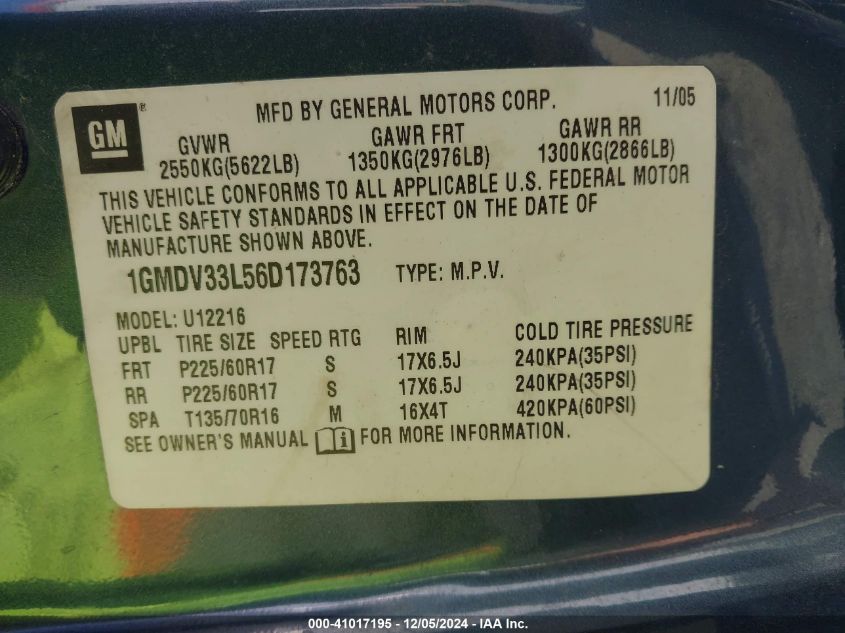 GM ® MFD BY GENERAL MOTORS CORP. 11/05
GVWR GAWR FRT GAWR RR
2550KG(5622LB) 1350KG(2976LB) 1300KG(2866LB)
THIS VEHICLE CONFORMS TO ALL APPLICABLE U.S. FEDERAL MOTOR
VEHICLE SAFETY STANDARDS IN EFFECT ON THE DATE OF
MANUFACTURE SHOWN ABOVE.
1GMDV33L56D173763 TYPE: M.P.V.
MODEL: U12216
UPBL TIRE SIZE SPEED RTG RIM COLD TIRE PRESSURE
FRT P225/60R17 S 17X6.5J 240KPA(35PSI)
RR P225/60R17 S 17X6.5J 240KPA(35PSI)
SPA T135/70R16 M 16X4T 420KPA(60PSI)
SEE OWNER'S MANUAL i FOR MORE INFORMATION.
000-41017195 - 12/05/2024 - IAA Inc.